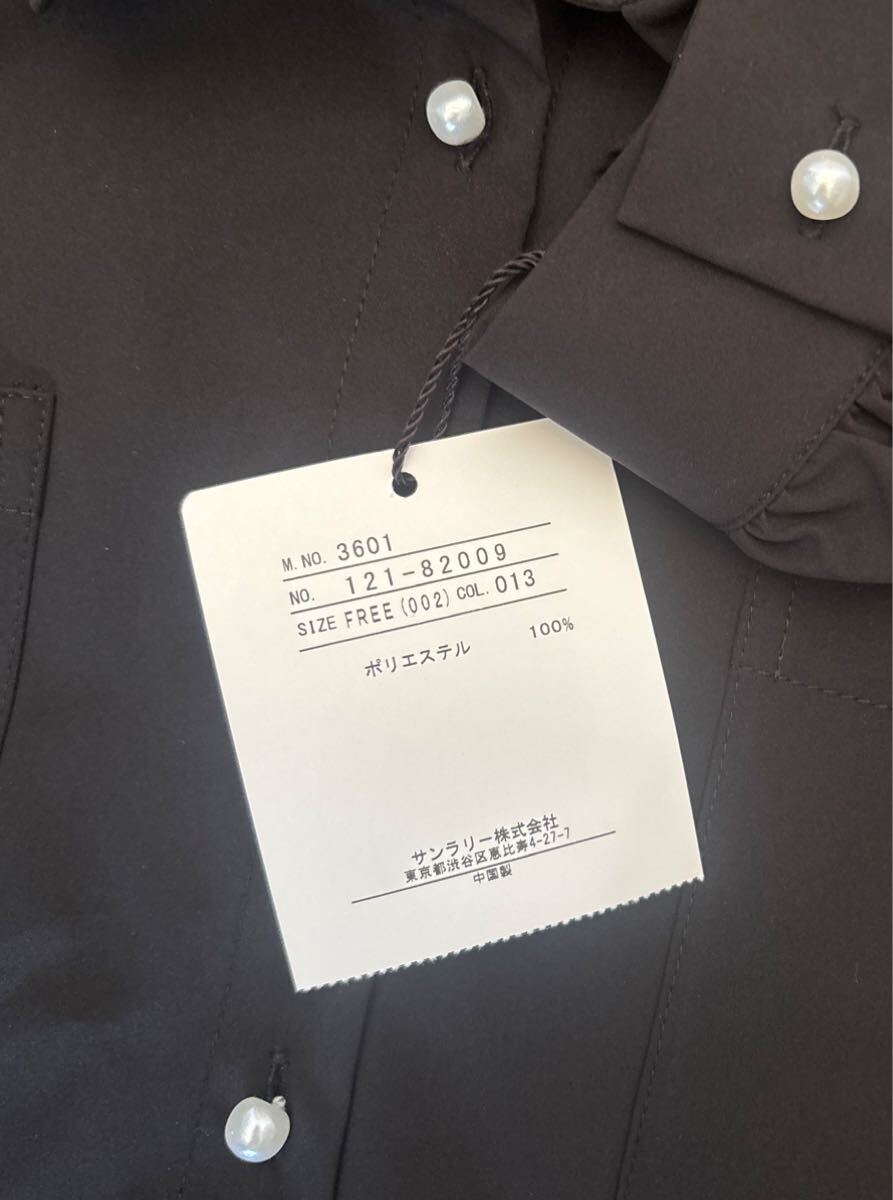 M.NO. 3601
NO. 121-82009
SIZE FREE(002) COL. 013
ポリエステル 100%
サンラリー株式会社
東京都渋谷区恵比寿4-27-7
中国製